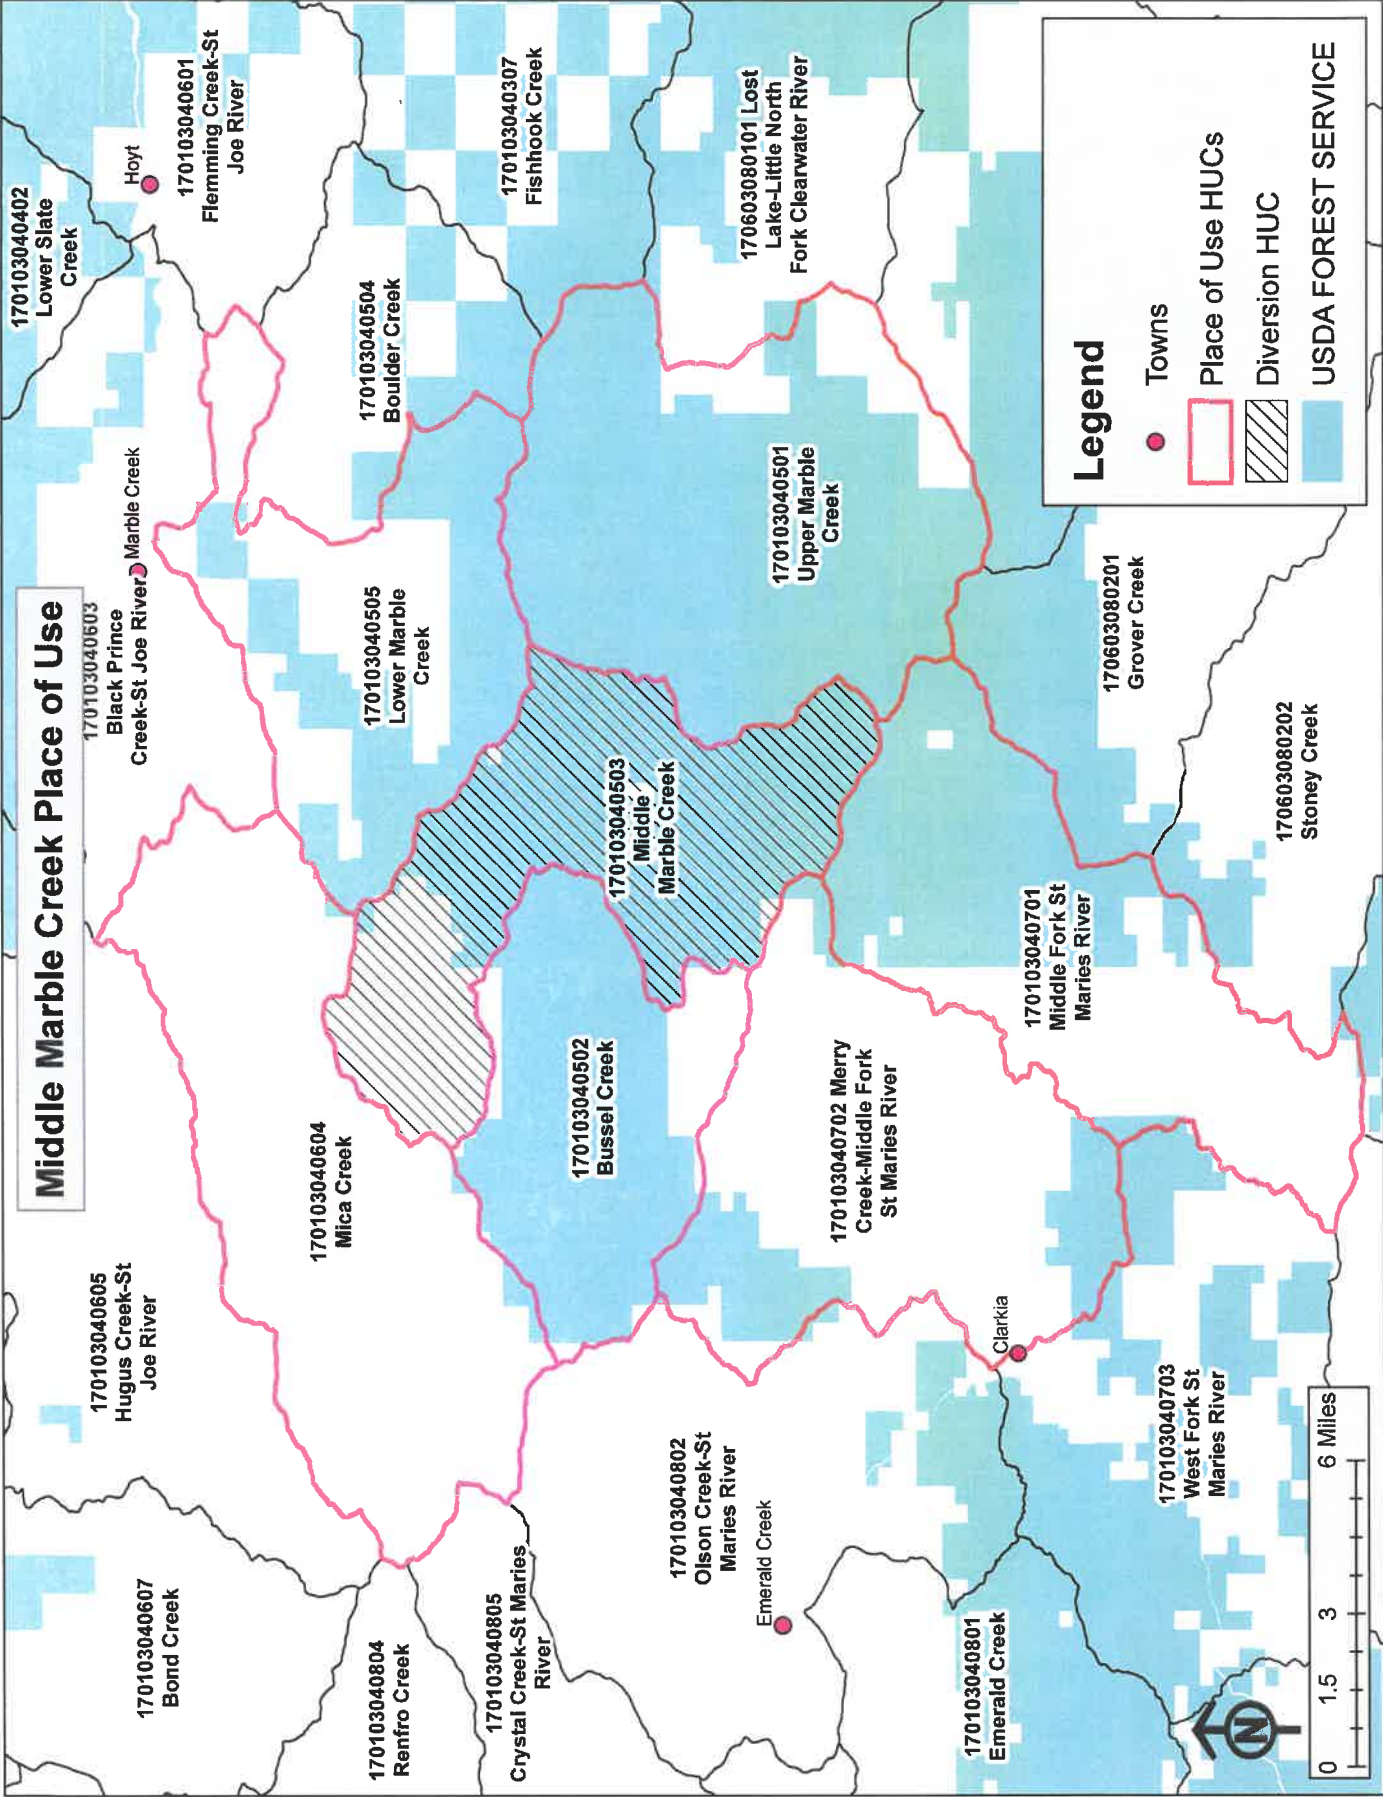 Middle Marble Creek Place of Use
170103040607
Bond Creek
170103040605
Hugus Creek-St
Joe River
170103040603
Black Prince
Creek-St Joe River
Marble Creek
170103040402
Lower Slate
Creek
Hoyt
170103040601
Flemming Creek-St
Joe River
170103040804
Renfro Creek
170103040604
Mica Creek
170103040505
Lower Marble
Creek
170103040504
Boulder Creek
170103040307
Fishhook Creek
170103040805
Crystal Creek-St Maries
River
170103040502
Bussel Creek
170103040503
Middle
Marble Creek
170103040802
Olson Creek-St
Maries River
Emerald Creek
170103040702 Merry
Creek-Middle Fork
St Maries River
170103040501
Upper Marble
Creek
170603080101 Lost
Lake-Little North
Fork Clearwater River
170103040801
Emerald Creek
Clarkia
170103040703
West Fork St
Maries River
170103040701
Middle Fork St
Maries River
170603080201
Grover Creek
170603080202
Stoney Creek
Legend
Towns
Place of Use HUCs
Diversion HUC
USDA FOREST SERVICE
N
0 1.5 3 6 Miles